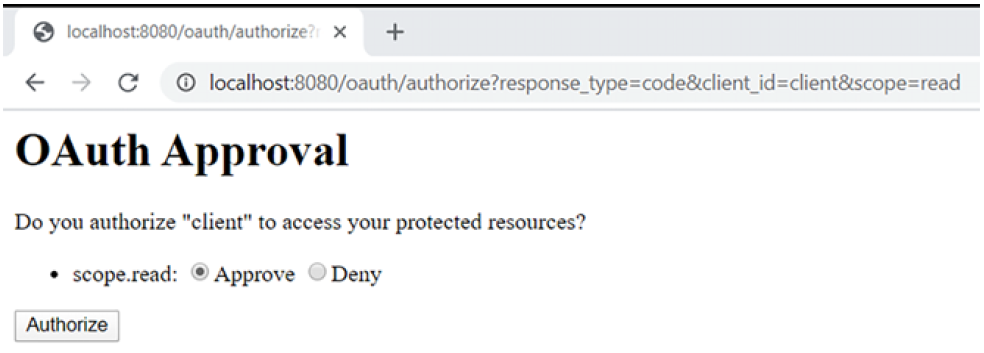 localhost:8080/oauth/authorize?
localhost:8080/oauth/authorize?response_type=code&client_id=client&scope=read
OAuth Approval
Do you authorize "client" to access your protected resources?
• scope.read: Approve Deny
Authorize